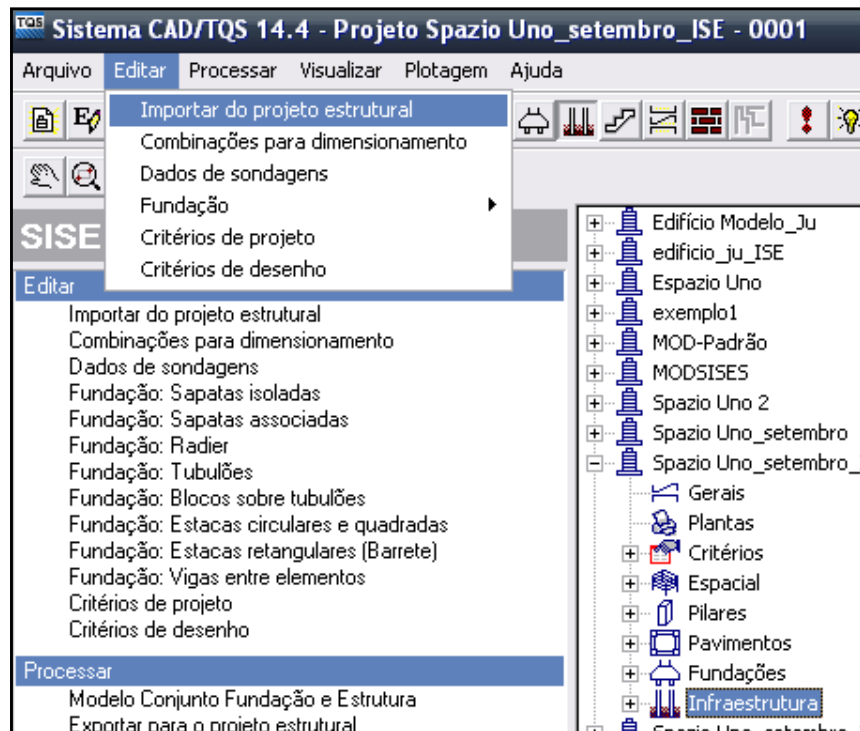 TQS Sistema CAD/TQS 14.4 - Projeto Spazio Uno_setembro_ISE - 0001
Arquivo Editar Processar Visualizar Plotagem Ajuda
Importar do projeto estrutural
Combinações para dimensionamento
Dados de sondagens
Fundação
Critérios de projeto
Critérios de desenho
SISE
Editar
Importar do projeto estrutural
Combinações para dimensionamento
Dados de sondagens
Fundação: Sapatas isoladas
Fundação: Sapatas associadas
Fundação: Radier
Fundação: Tubulões
Fundação: Blocos sobre tubulões
Fundação: Estacas circulares e quadradas
Fundação: Estacas retangulares (Barrete)
Fundação: Vigas entre elementos
Critérios de projeto
Critérios de desenho
Processar
Modelo Conjunto Fundação e Estrutura
Exportar para o projeto estrutural
Edifício Modelo_Ju
edificio_ju_ISE
Espazio Uno
exemplo1
MOD-Padrão
MODSISES
Spazio Uno 2
Spazio Uno_setembro
Spazio Uno_setembro_
Gerais
Plantas
Critérios
Espacial
Pilares
Pavimentos
Fundações
Infraestrutura
Spazio Uno_setembro_